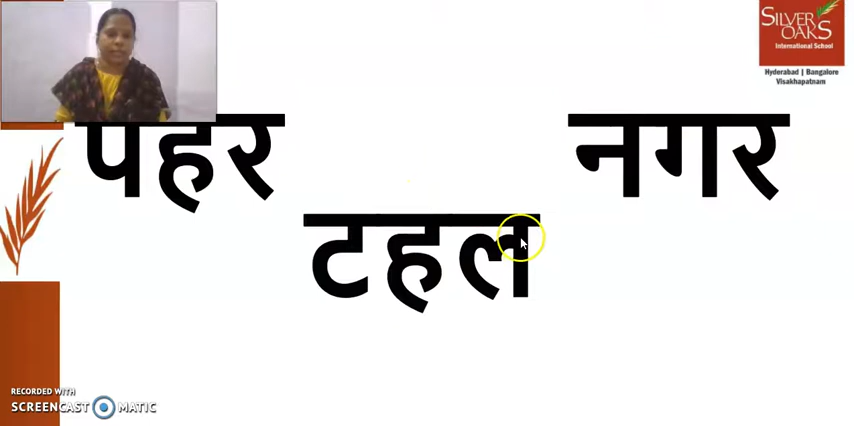 SILVER OAKS
International School
Hyderabad | Bangalore
Visakhapatnam
पहर
नगर
टहल
RECORDED WITH
SCREENCAST MATIC